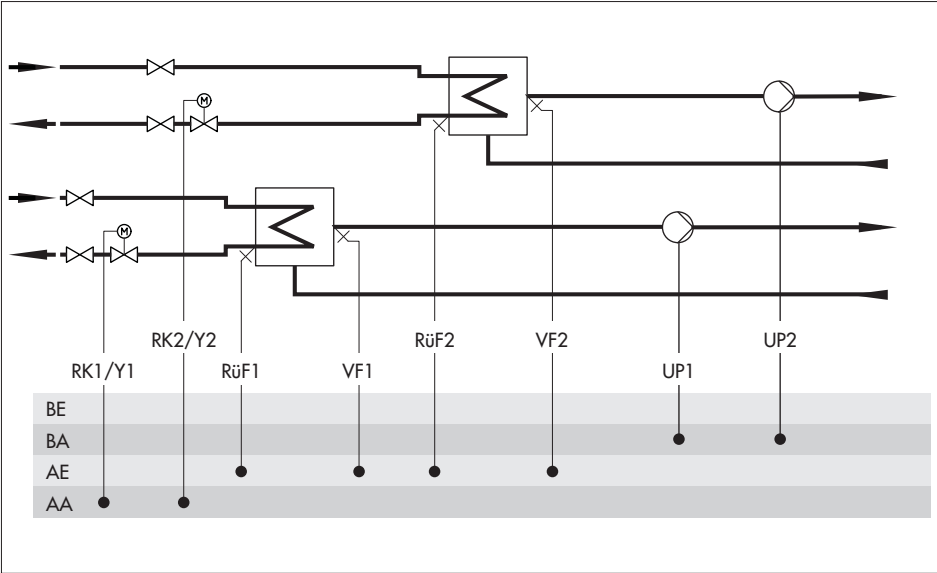 M
M
RK2/Y2 RüF2 VF2 UP2
RK1/Y1 RüF1 VF1 UP1
BE
BA
AE
AA